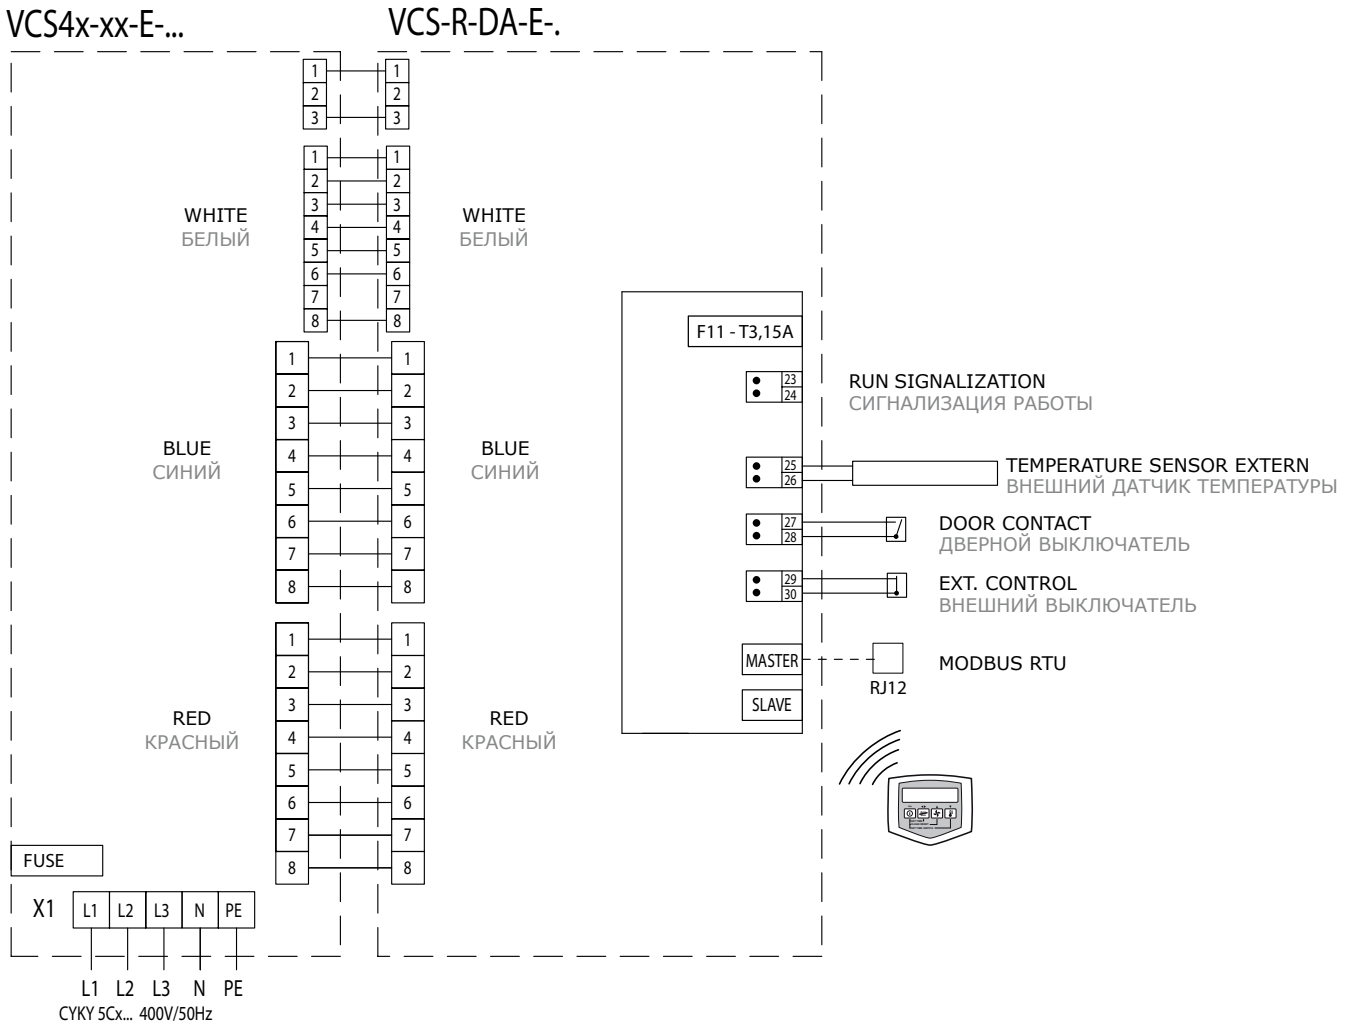 VCS4x-xx-E-...
VCS-R-DA-E-.
1 1
2 2
3 3
1 1
2 2
3 3
4 4
5 5
6 6
7 7
8 8
WHITE
БЕЛЫЙ
WHITE
БЕЛЫЙ
1 1
2 2
3 3
4 4
5 5
6 6
7 7
8 8
BLUE
СИНИЙ
BLUE
СИНИЙ
1 1
2 2
3 3
4 4
5 5
6 6
7 7
8 8
RED
КРАСНЫЙ
RED
КРАСНЫЙ
F11 - T3,15A
23
24
RUN SIGNALIZATION
СИГНАЛИЗАЦИЯ РАБОТЫ
25
26
TEMPERATURE SENSOR EXTERN
ВНЕШНИЙ ДАТЧИК ТЕМПЕРАТУРЫ
27
28
DOOR CONTACT
ДВЕРНОЙ ВЫКЛЮЧАТЕЛЬ
29
30
EXT. CONTROL
ВНЕШНИЙ ВЫКЛЮЧАТЕЛЬ
MASTER
RJ12
MODBUS RTU
SLAVE
FUSE
X1 L1 L2 L3 N PE
L1 L2 L3 N PE
CYKY 5Cx... 400V/50Hz